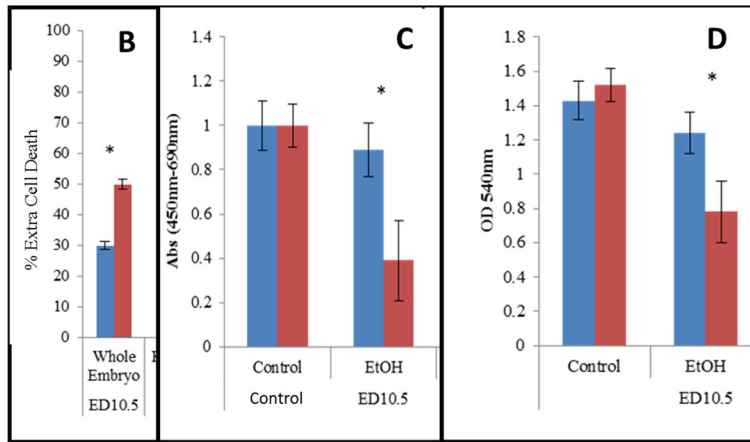 B
100
90
80
70
60
50
40
30
20
10
0
% Extra Cell Death
*
Whole
Embryo
ED10.5
C
1.4
1.2
1
0.8
0.6
0.4
0.2
0
Abs (450nm-690nm)
*
Control EtOH
Control ED10.5
D
1.8
1.6
1.4
1.2
1
0.8
0.6
0.4
0.2
0
OD 540nm
*
Control EtOH
ED10.5